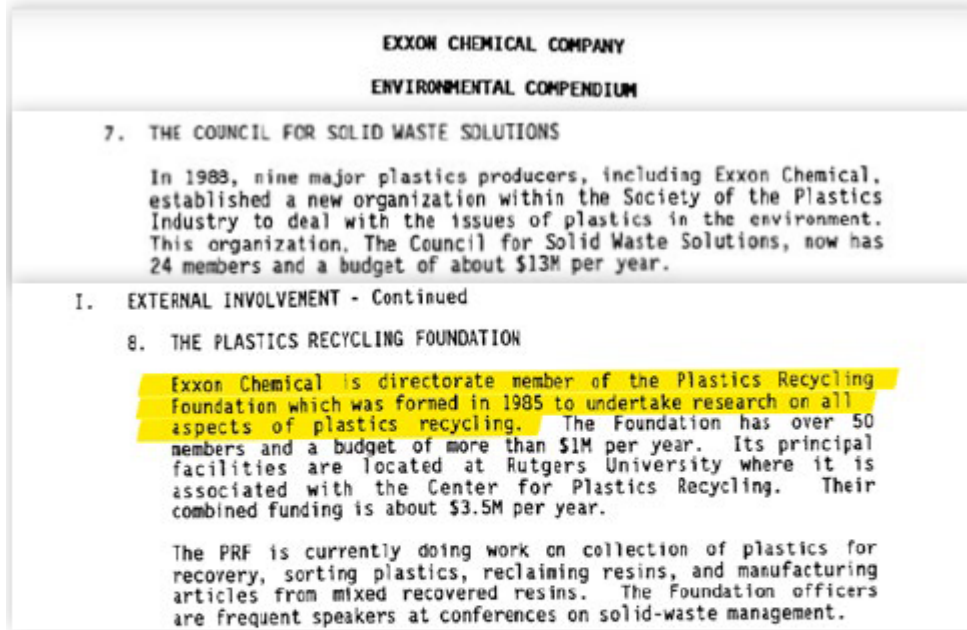 EXXON CHEMICAL COMPANY
ENVIRONMENTAL COMPENDIUM
7. THE COUNCIL FOR SOLID WASTE SOLUTIONS
In 1988, nine major plastics producers, including Exxon Chemical,
established a new organization within the Society of the Plastics
Industry to deal with the issues of plastics in the environment.
This organization. The Council for Solid Waste Solutions, now has
24 members and a budget of about $13M per year.
I. EXTERNAL INVOLVEMENT - Continued
8. THE PLASTICS RECYCLING FOUNDATION
Exxon Chemical is directorate member of the Plastics Recycling
Foundation which was formed in 1985 to undertake research on all
aspects of plastics recycling. The Foundation has over 50
members and a budget of more than $1M per year. Its principal
facilities are located at Rutgers University where it is
associated with the Center for Plastics Recycling. Their
combined funding is about $3.5M per year.
The PRF is currently doing work on collection of plastics for
recovery, sorting plastics, reclaiming resins, and manufacturing
articles from mixed recovered resins. The Foundation officers
are frequent speakers at conferences on solid-waste management.